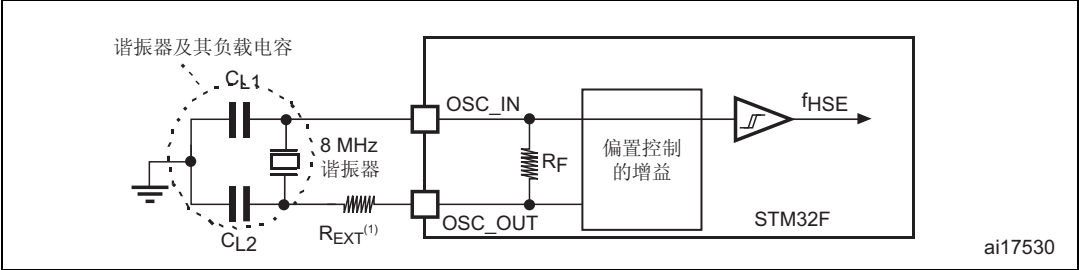 谐振器及其负载电容
CL1
OSC_IN
fHSE
8 MHz
谐振器
RF
偏置控制
的增益
OSC_OUT
STM32F
REXT(1)
CL2
ai17530